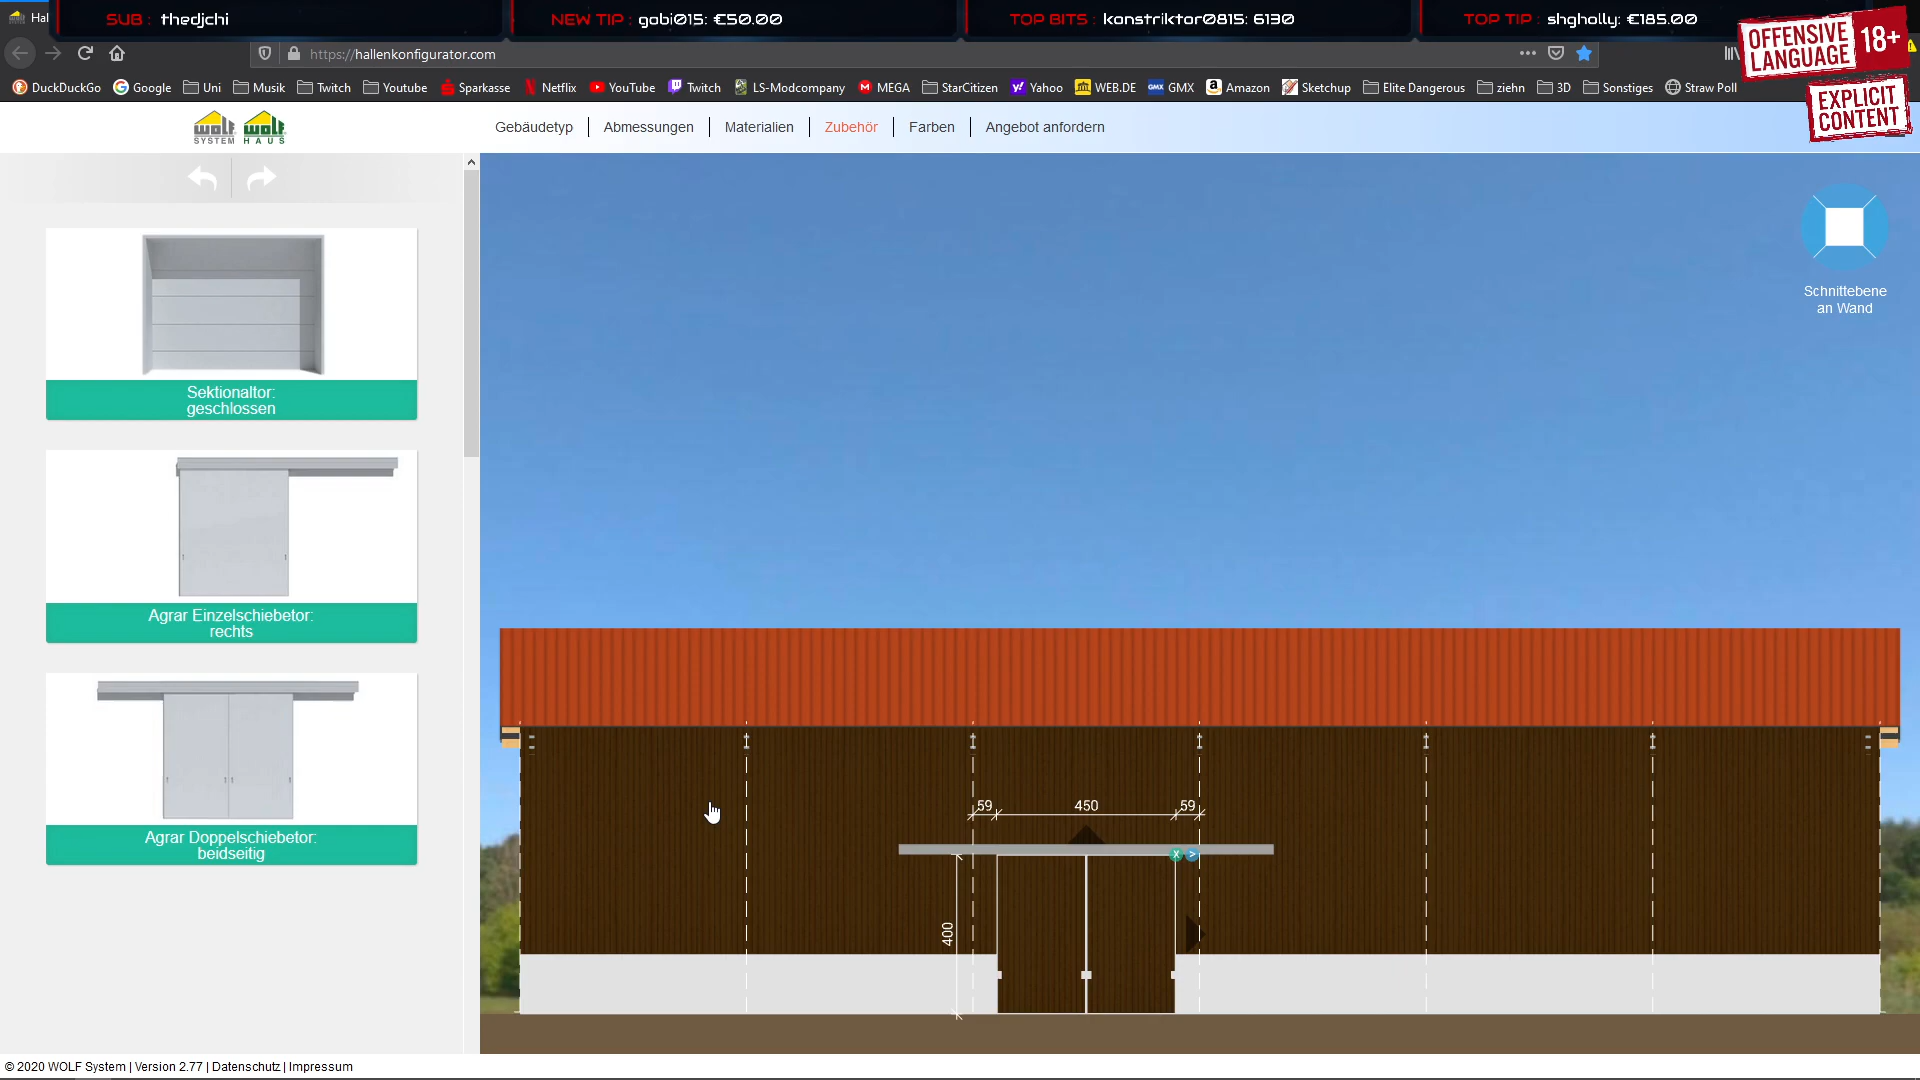 SUB : thedjchi
NEW TIP : gabi015: €50.00
TOP BITS : konstriktor0815: 6130
TOP TIP : shgholly: €185.00
OFFENSIVE LANGUAGE 18+
EXPLICIT CONTENT
Hal
https://hallenkonfigurator.com
DuckDuckGo
Google
Uni
Musik
Twitch
Youtube
Sparkasse
Netflix
YouTube
Twitch
LS-Modcompany
MEGA
StarCitizen
Yahoo
WEB.DE
GMX
Amazon
Sketchup
Elite Dangerous
ziehn
3D
Sonstiges
Straw Poll
wolf SYSTEM
wolf HAUS
Gebäudetyp
Abmessungen
Materialien
Zubehör
Farben
Angebot anfordern
Sektionaltor:
geschlossen
Agrar Einzelschiebetor:
rechts
Agrar Doppelschiebetor:
beidseitig
Schnittebene
an Wand
59
450
59
X
>
400
© 2020 WOLF System | Version 2.77 | Datenschutz | Impressum